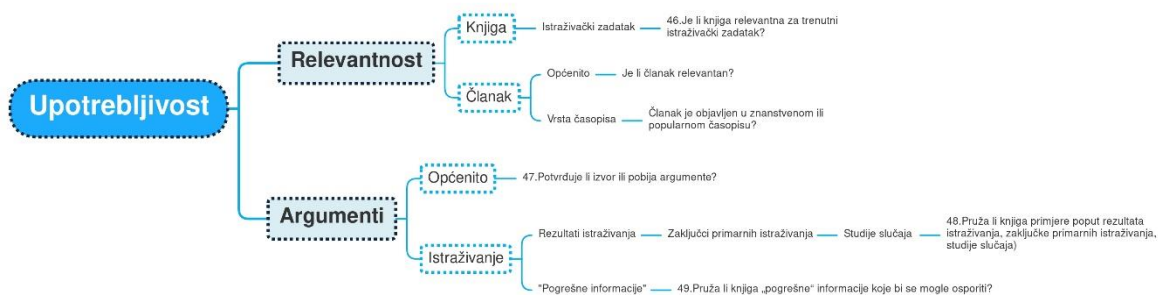 Upotrebljivost
Relevantnost
Knjiga
Istraživački zadatak
46.Je li knjiga relevantna za trenutni
istraživački zadatak?
Članak
Općenito
Je li članak relevantan?
Vrsta časopisa
Članak je objavljen u znanstvenom ili
popularnom časopisu?
Argumenti
Općenito
47.Potvrđuje li izvor ili pobija argumente?
Istraživanje
Rezultati istraživanja
Zaključci primarnih istraživanja
Studije slučaja
48.Pruža li knjiga primjere poput rezultata
istraživanja, zaključke primarnih istraživanja,
studije slučaja)
"Pogrešne informacije"
49.Pruža li knjiga „pogrešne“ informacije koje bi se mogle osporiti?